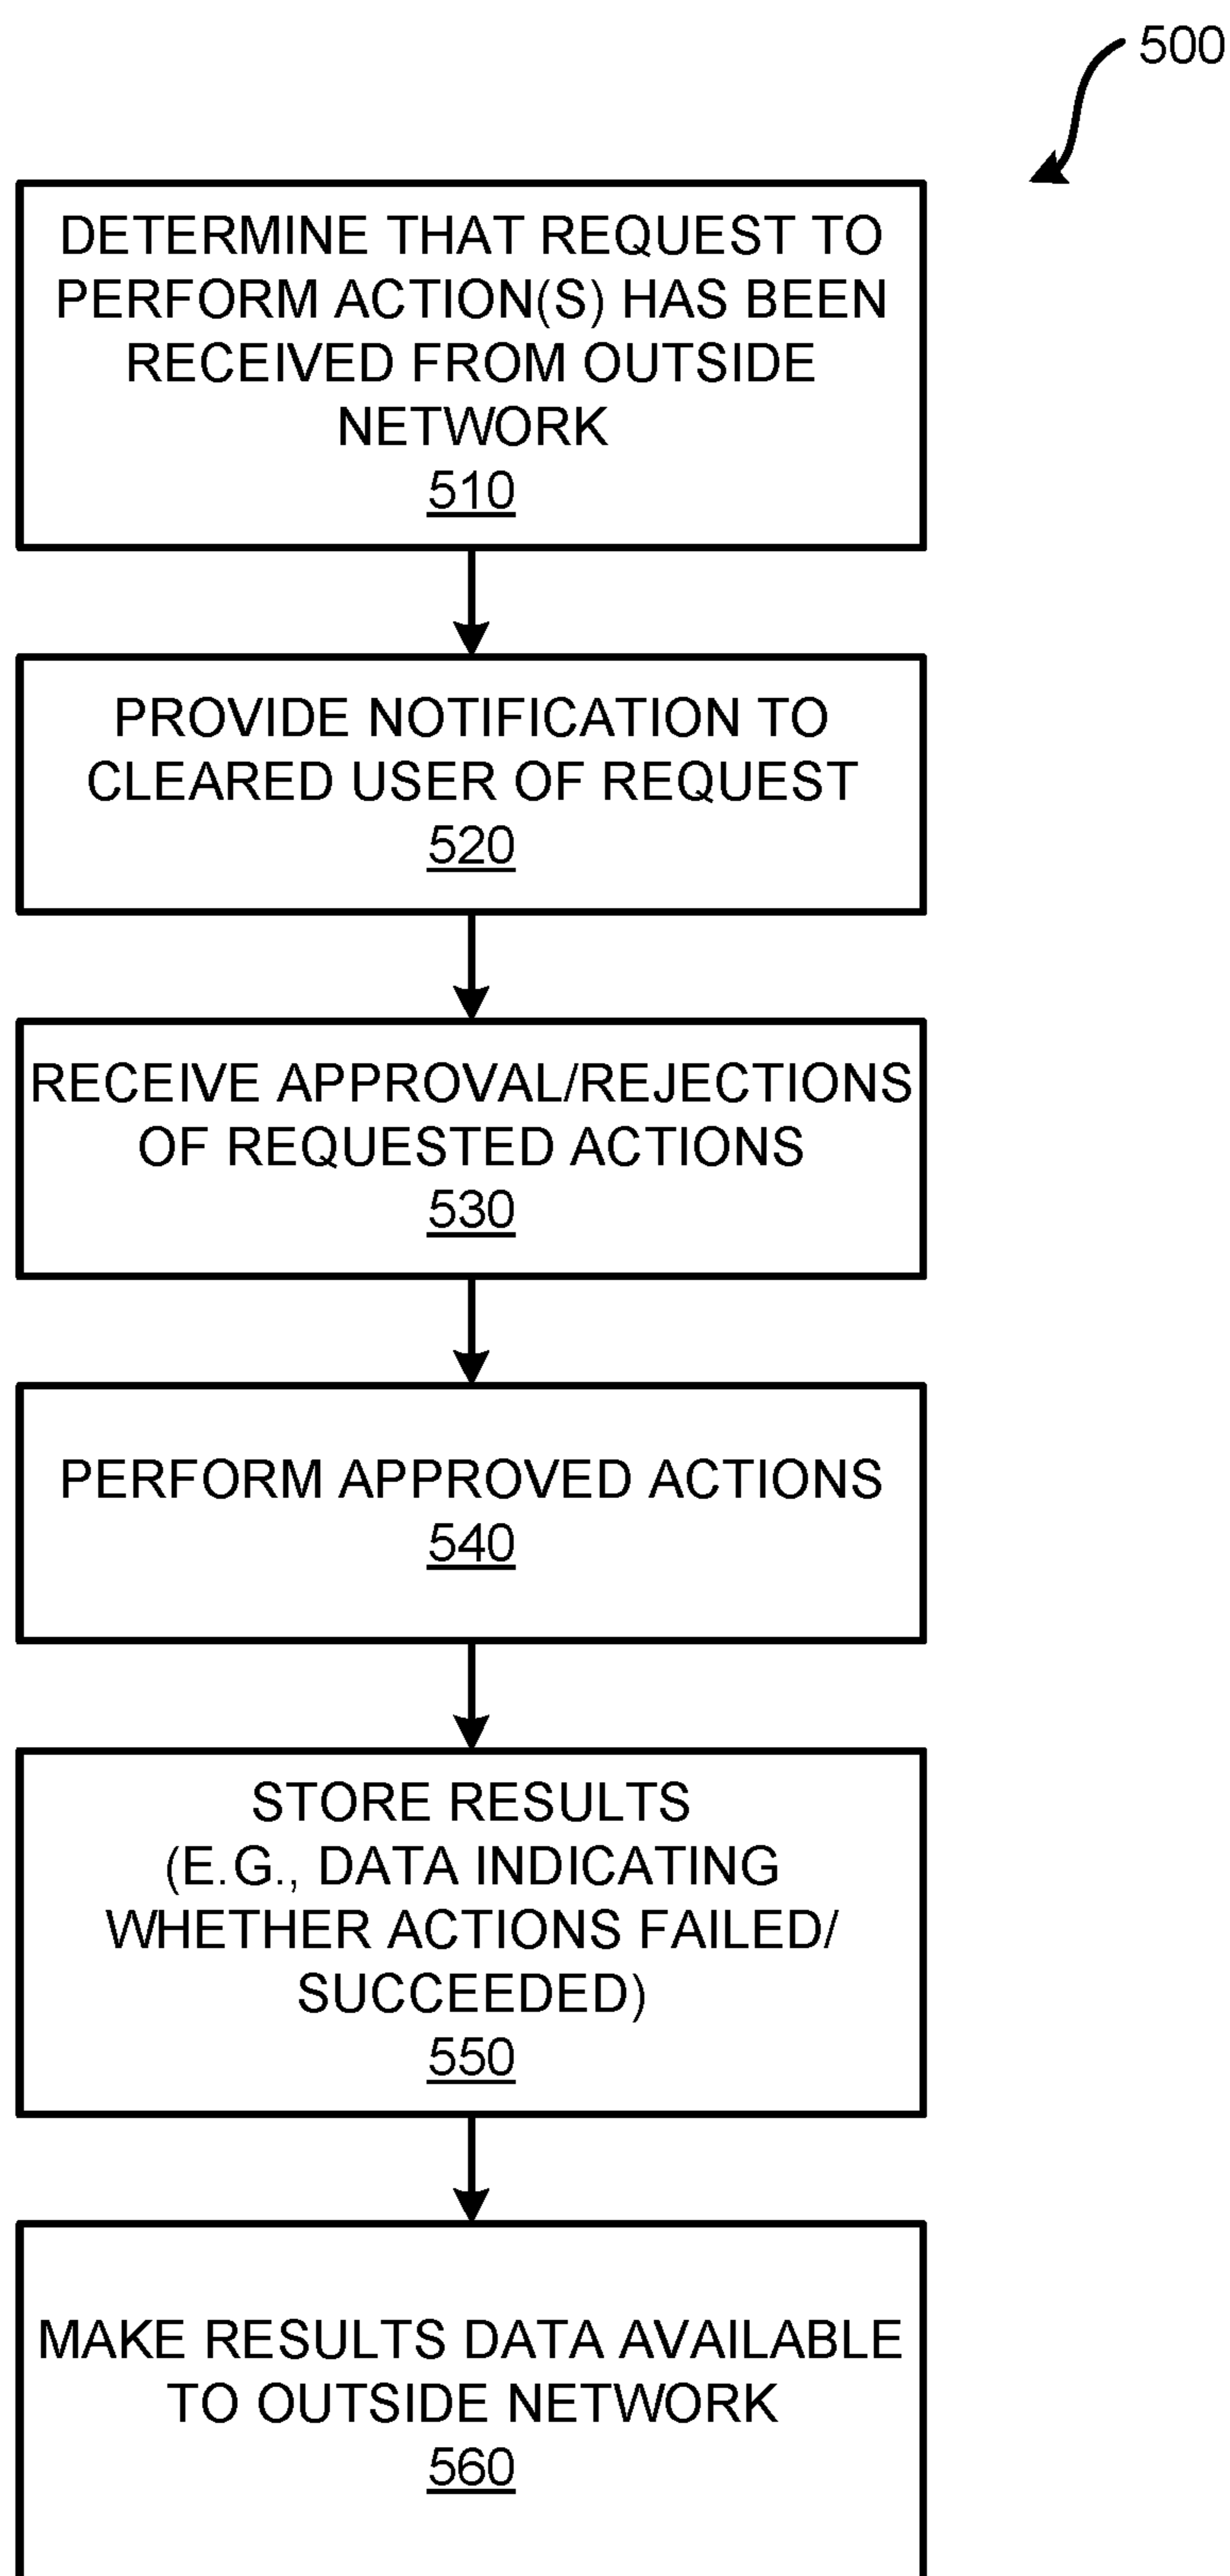 500
DETERMINE THAT REQUEST TO
PERFORM ACTION(S) HAS BEEN
RECEIVED FROM OUTSIDE
NETWORK
510
PROVIDE NOTIFICATION TO
CLEARED USER OF REQUEST
520
RECEIVE APPROVAL/REJECTIONS
OF REQUESTED ACTIONS
530
PERFORM APPROVED ACTIONS
540
STORE RESULTS
(E.G., DATA INDICATING
WHETHER ACTIONS FAILED/
SUCCEEDED)
550
MAKE RESULTS DATA AVAILABLE
TO OUTSIDE NETWORK
560